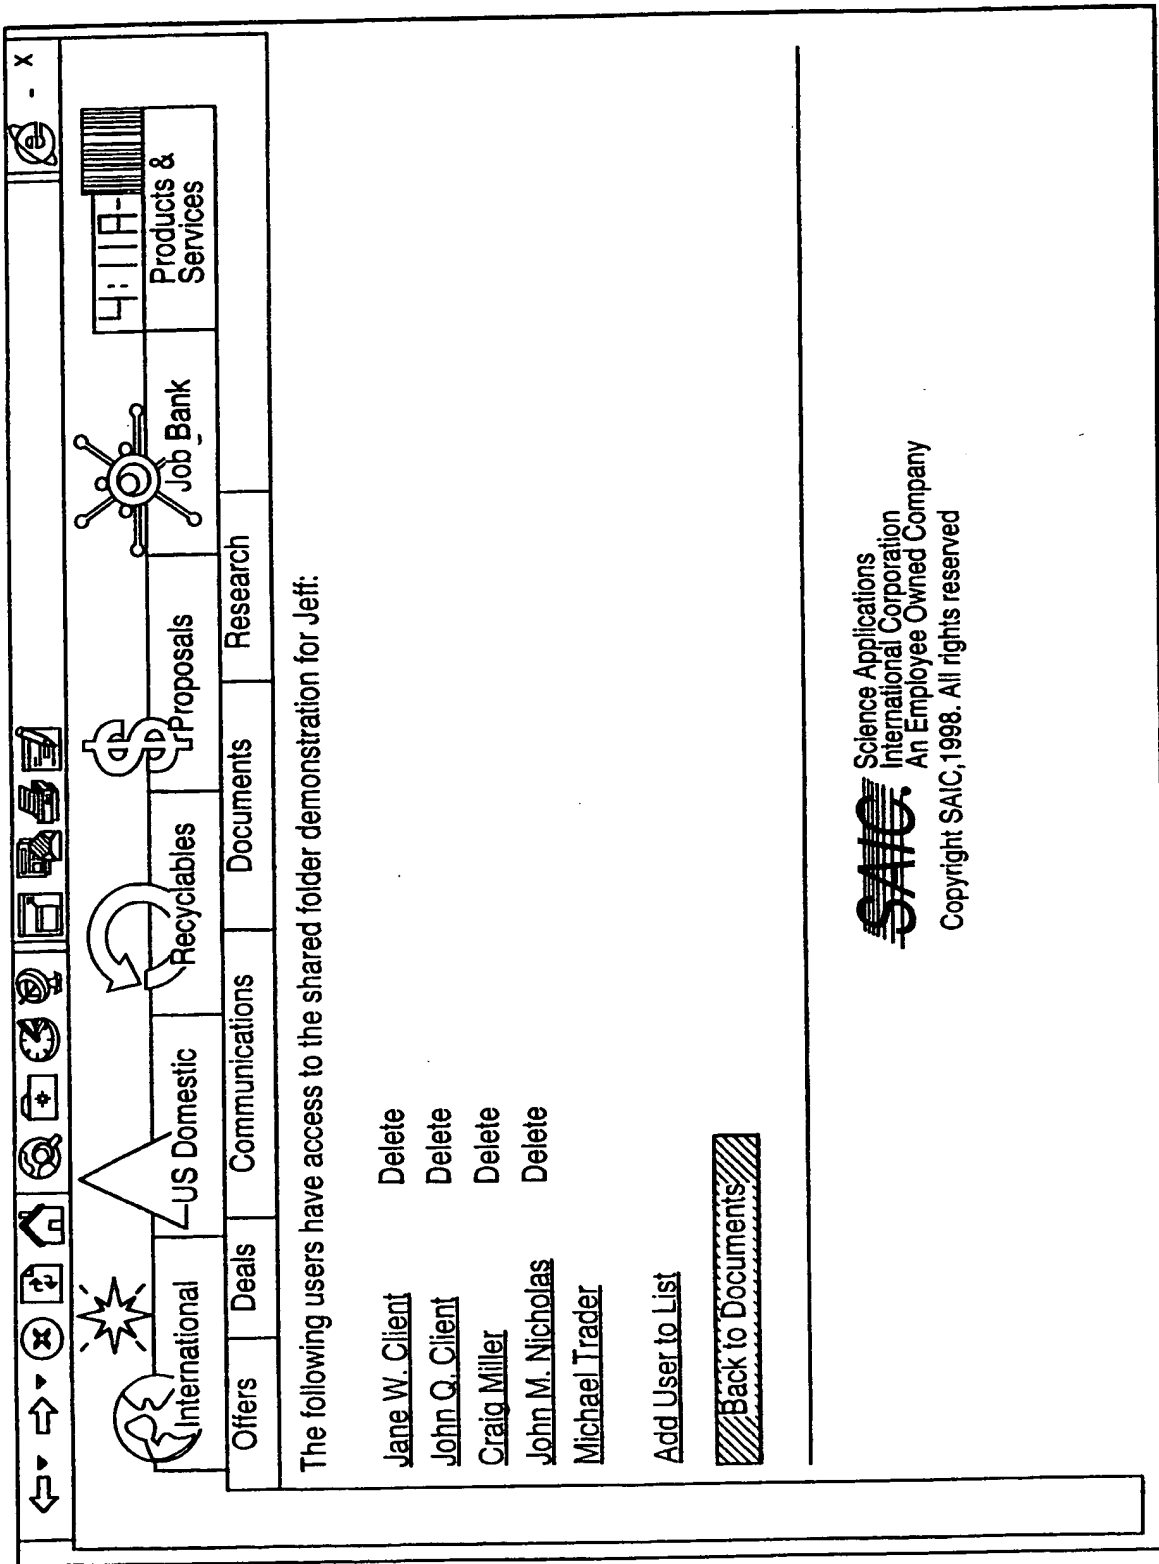 - x
4:11A-
International
US Domestic
Recyclables
Proposals
Job Bank
Products &
Services
Offers
Deals
Communications
Documents
Research
The following users have access to the shared folder demonstration for Jeff:
Jane W. Client Delete
John Q. Client Delete
Craig Miller Delete
John M. Nicholas Delete
Michael Trader
Add User to List
Back to Documents
SAIC. Science Applications
International Corporation
An Employee Owned Company
Copyright SAIC,1998. All rights reserved